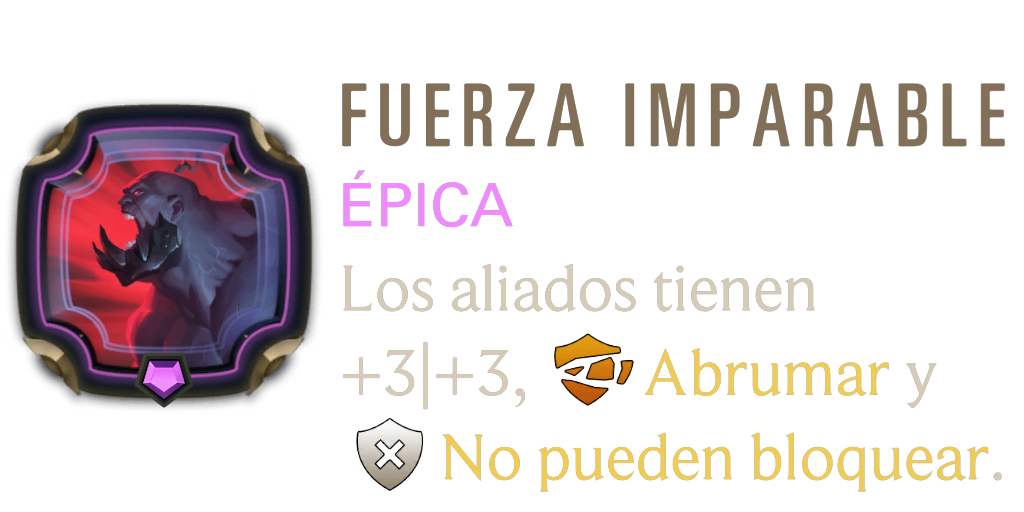 FUERZA IMPARABLE
ÉPICA
Los aliados tienen
+3|+3, Abrumar y
No pueden bloquear.